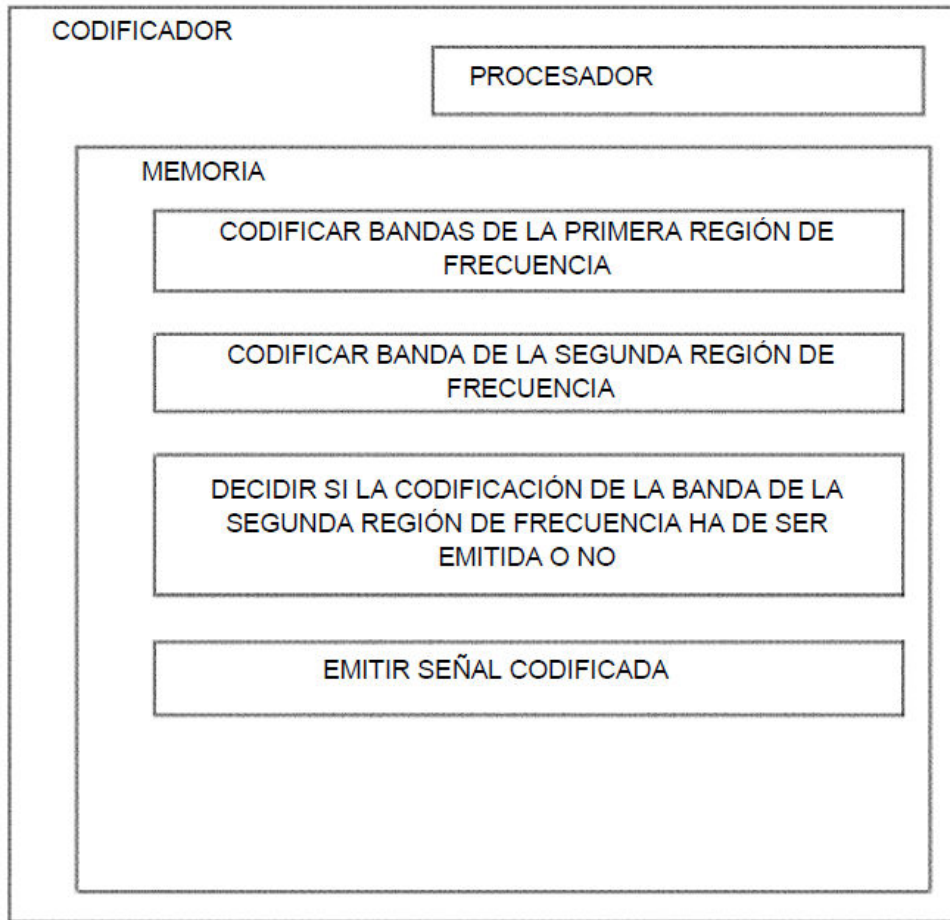 CODIFICADOR
PROCESADOR
MEMORIA
CODIFICAR BANDAS DE LA PRIMERA REGIÓN DE
FRECUENCIA
CODIFICAR BANDA DE LA SEGUNDA REGIÓN DE
FRECUENCIA
DECIDIR SI LA CODIFICACIÓN DE LA BANDA DE LA
SEGUNDA REGIÓN DE FRECUENCIA HA DE SER
EMITIDA O NO
EMITIR SEÑAL CODIFICADA